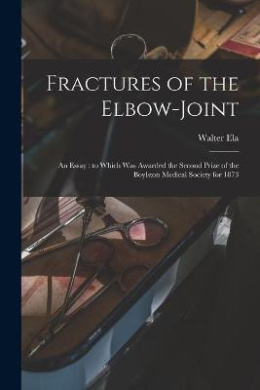 Fractures of the
Elbow-Joint
Walter Ela
An Essay : to Which Was Awarded the Second Prize of the
Boylston Medical Society for 1873